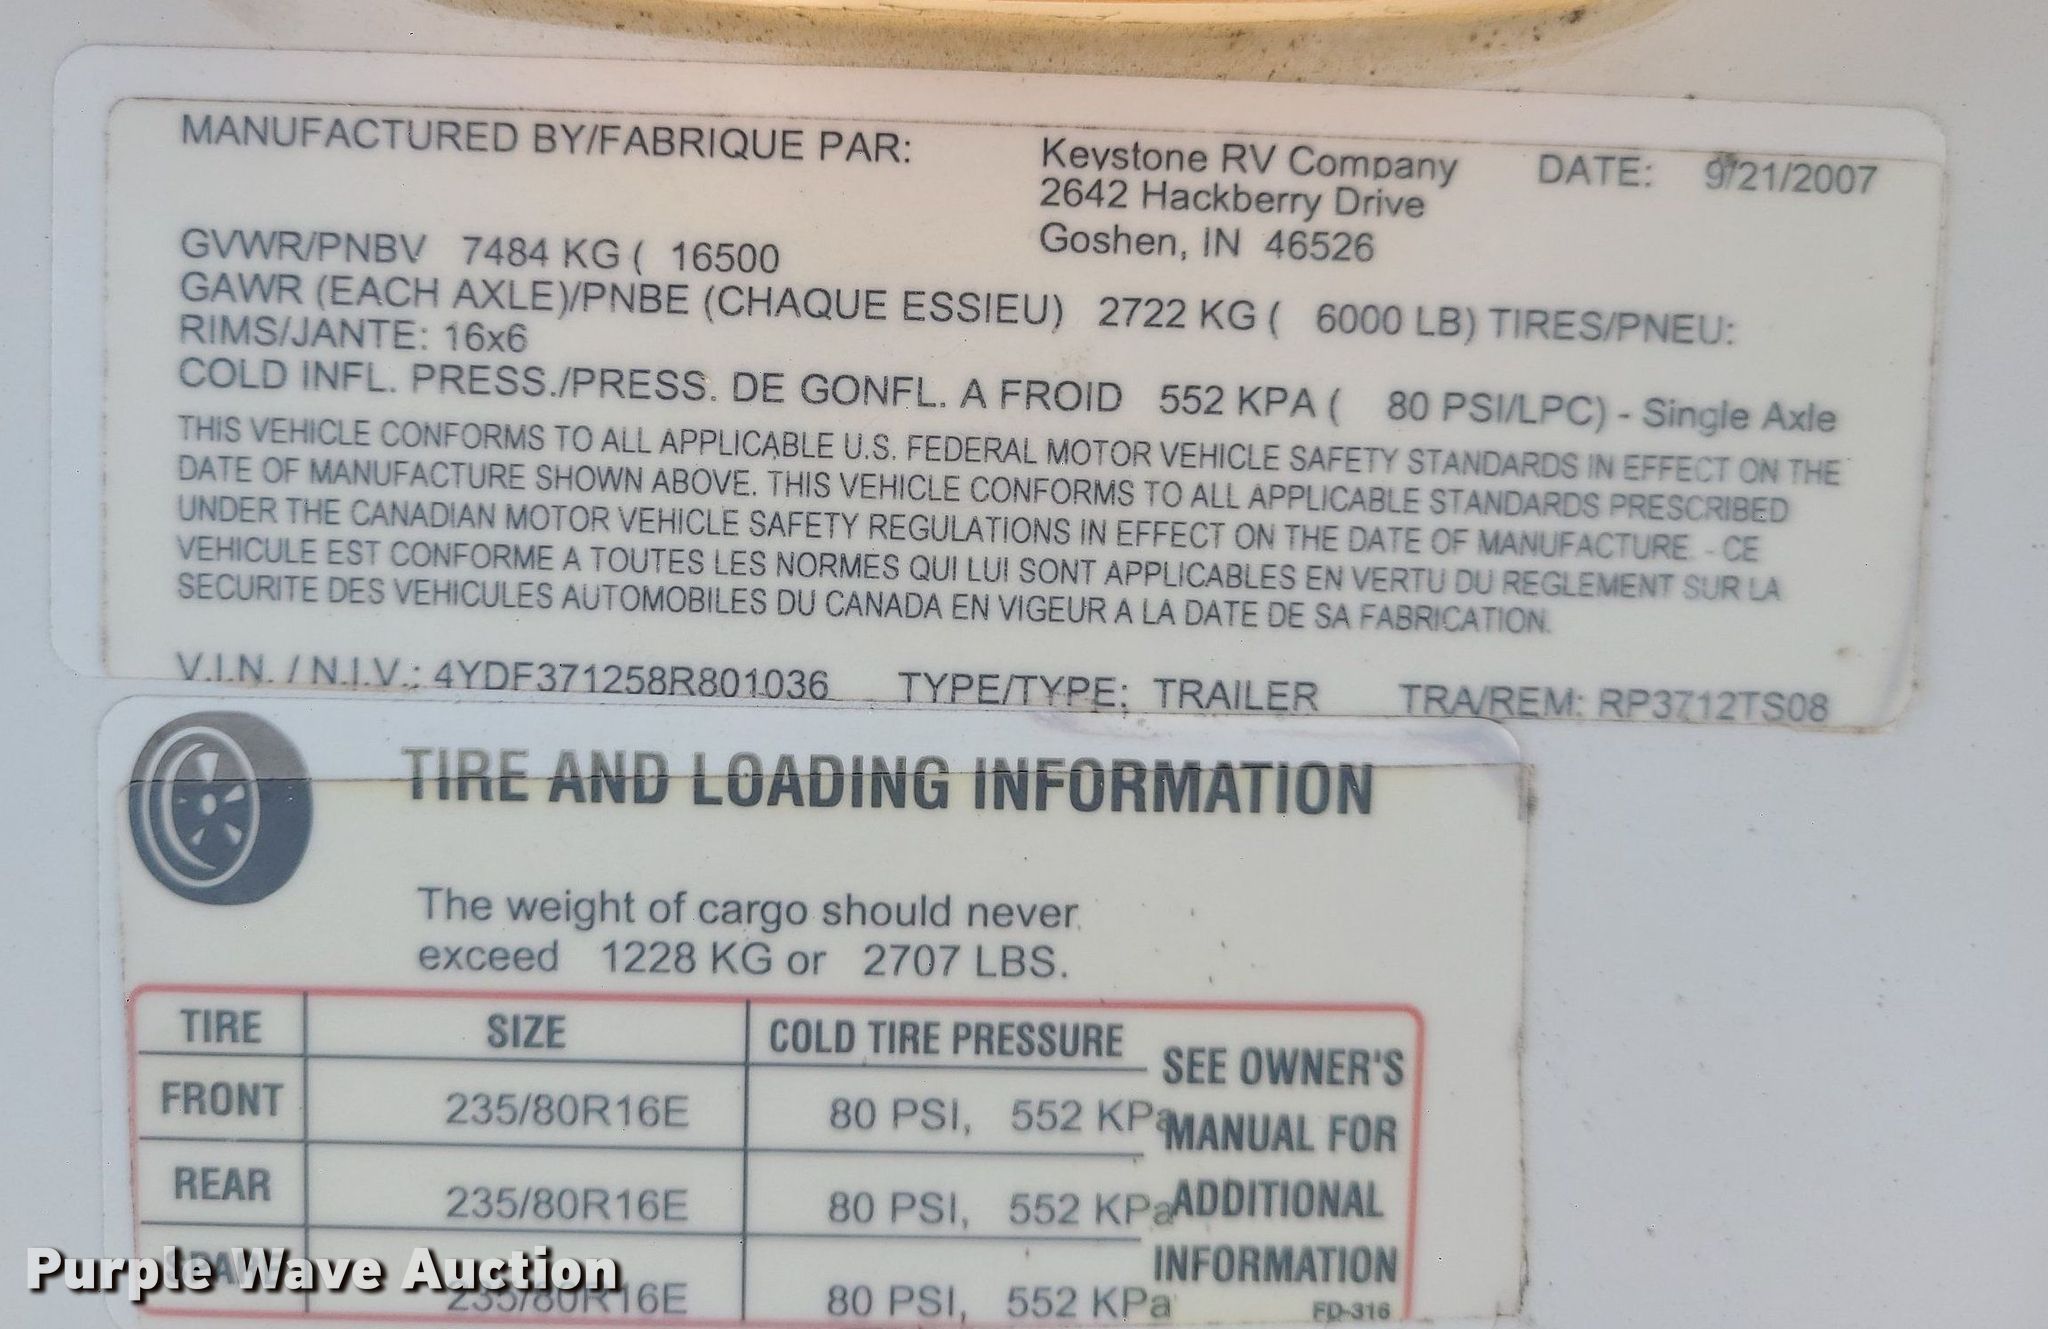 MANUFACTURED BY/FABRIQUE PAR: Keystone RV Company DATE: 9/21/2007
2642 Hackberry Drive
GVWR/PNBV 7484 KG ( 16500 Goshen, IN 46526
GAWR (EACH AXLE)/PNBE (CHAQUE ESSIEU) 2722 KG ( 6000 LB) TIRES/PNEU:
RIMS/JANTE: 16x6
COLD INFL. PRESS./PRESS. DE GONFL. A FROID 552 KPA ( 80 PSI/LPC) - Single Axle
THIS VEHICLE CONFORMS TO ALL APPLICABLE U.S. FEDERAL MOTOR VEHICLE SAFETY STANDARDS IN EFFECT ON THE
DATE OF MANUFACTURE SHOWN ABOVE. THIS VEHICLE CONFORMS TO ALL APPLICABLE STANDARDS PRESCRIBED
UNDER THE CANADIAN MOTOR VEHICLE SAFETY REGULATIONS IN EFFECT ON THE DATE OF MANUFACTURE. - CE
VEHICULE EST CONFORME A TOUTES LES NORMES QUI LUI SONT APPLICABLES EN VERTU DU REGLEMENT SUR LA
SECURITE DES VEHICULES AUTOMOBILES DU CANADA EN VIGEUR A LA DATE DE SA FABRICATION.
V.I.N. / N.I.V.: 4YDF371258R801036 TYPE/TYPE: TRAILER TRA/REM: RP3712TS08
TIRE AND LOADING INFORMATION
The weight of cargo should never
exceed 1228 KG or 2707 LBS.
TIRE SIZE COLD TIRE PRESSURE
FRONT 235/80R16E 80 PSI, 552 KPa
REAR 235/80R16E 80 PSI, 552 KPa
SPARE 235/80R16E 80 PSI, 552 KPa
SEE OWNER'S
MANUAL FOR
ADDITIONAL
INFORMATION
FD-316
Purple Wave Auction